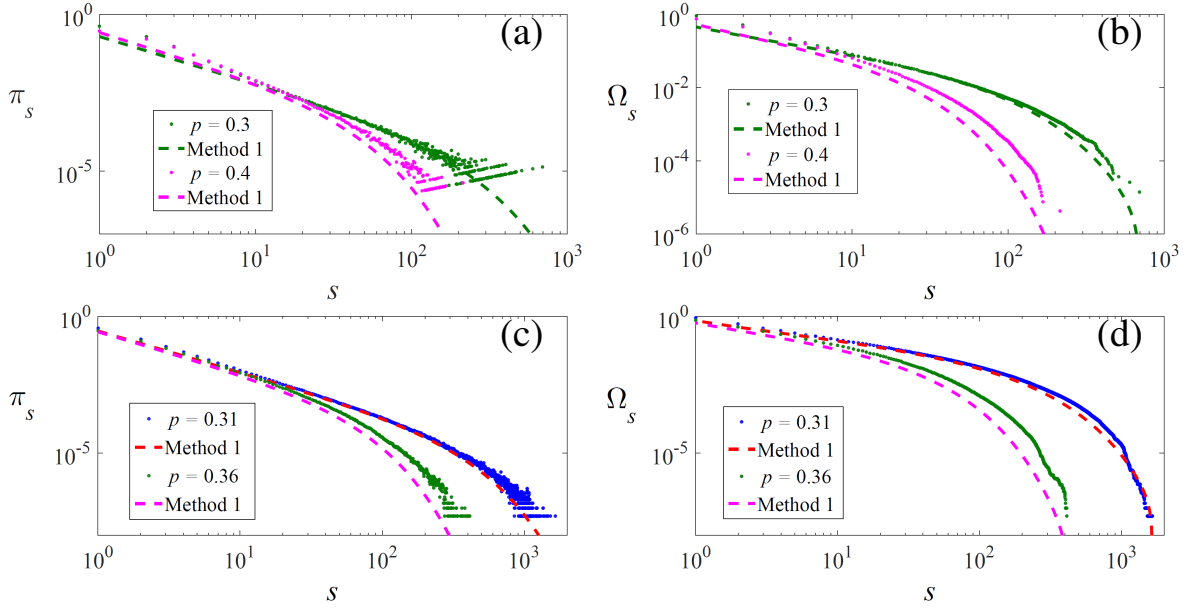 (a)
10^0
10^-5
π_s
p = 0.3
Method 1
p = 0.4
Method 1
10^0 10^1 10^2 10^3
s
(b)
10^0
10^-2
10^-4
10^-6
Ω_s
p = 0.3
Method 1
p = 0.4
Method 1
10^0 10^1 10^2 10^3
s
(c)
10^0
10^-5
π_s
p = 0.31
Method 1
p = 0.36
Method 1
10^0 10^1 10^2 10^3
s
(d)
10^0
10^-5
Ω_s
p = 0.31
Method 1
p = 0.36
Method 1
10^0 10^1 10^2 10^3
s